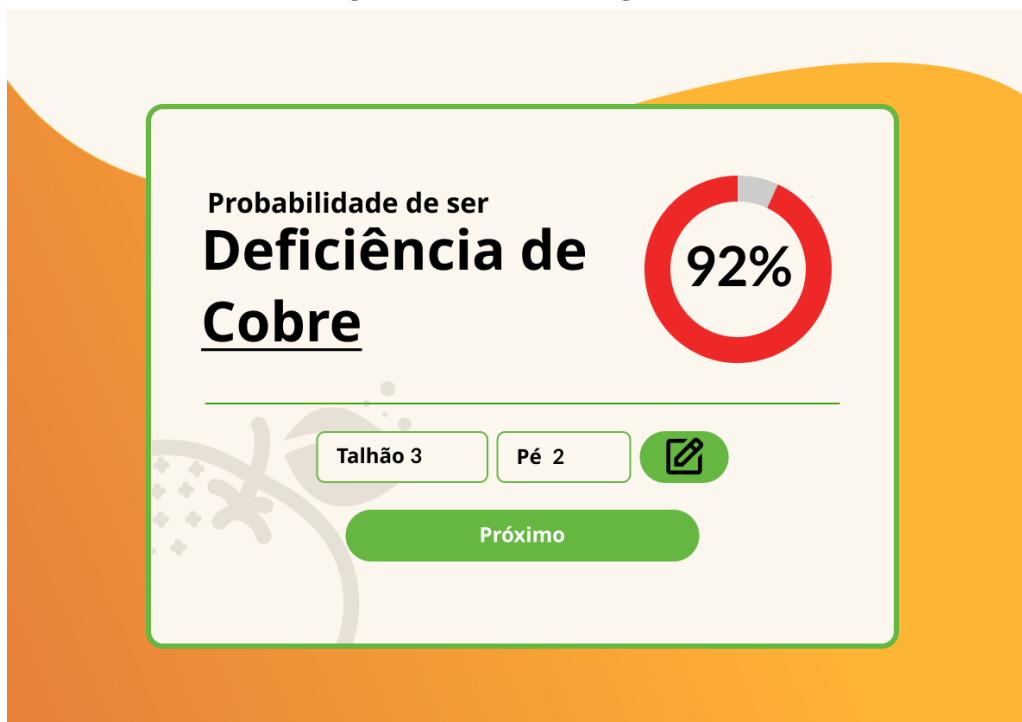 Probabilidade de ser
Deficiência de
Cobre
92%
Talhão 3
Pé 2
Próximo